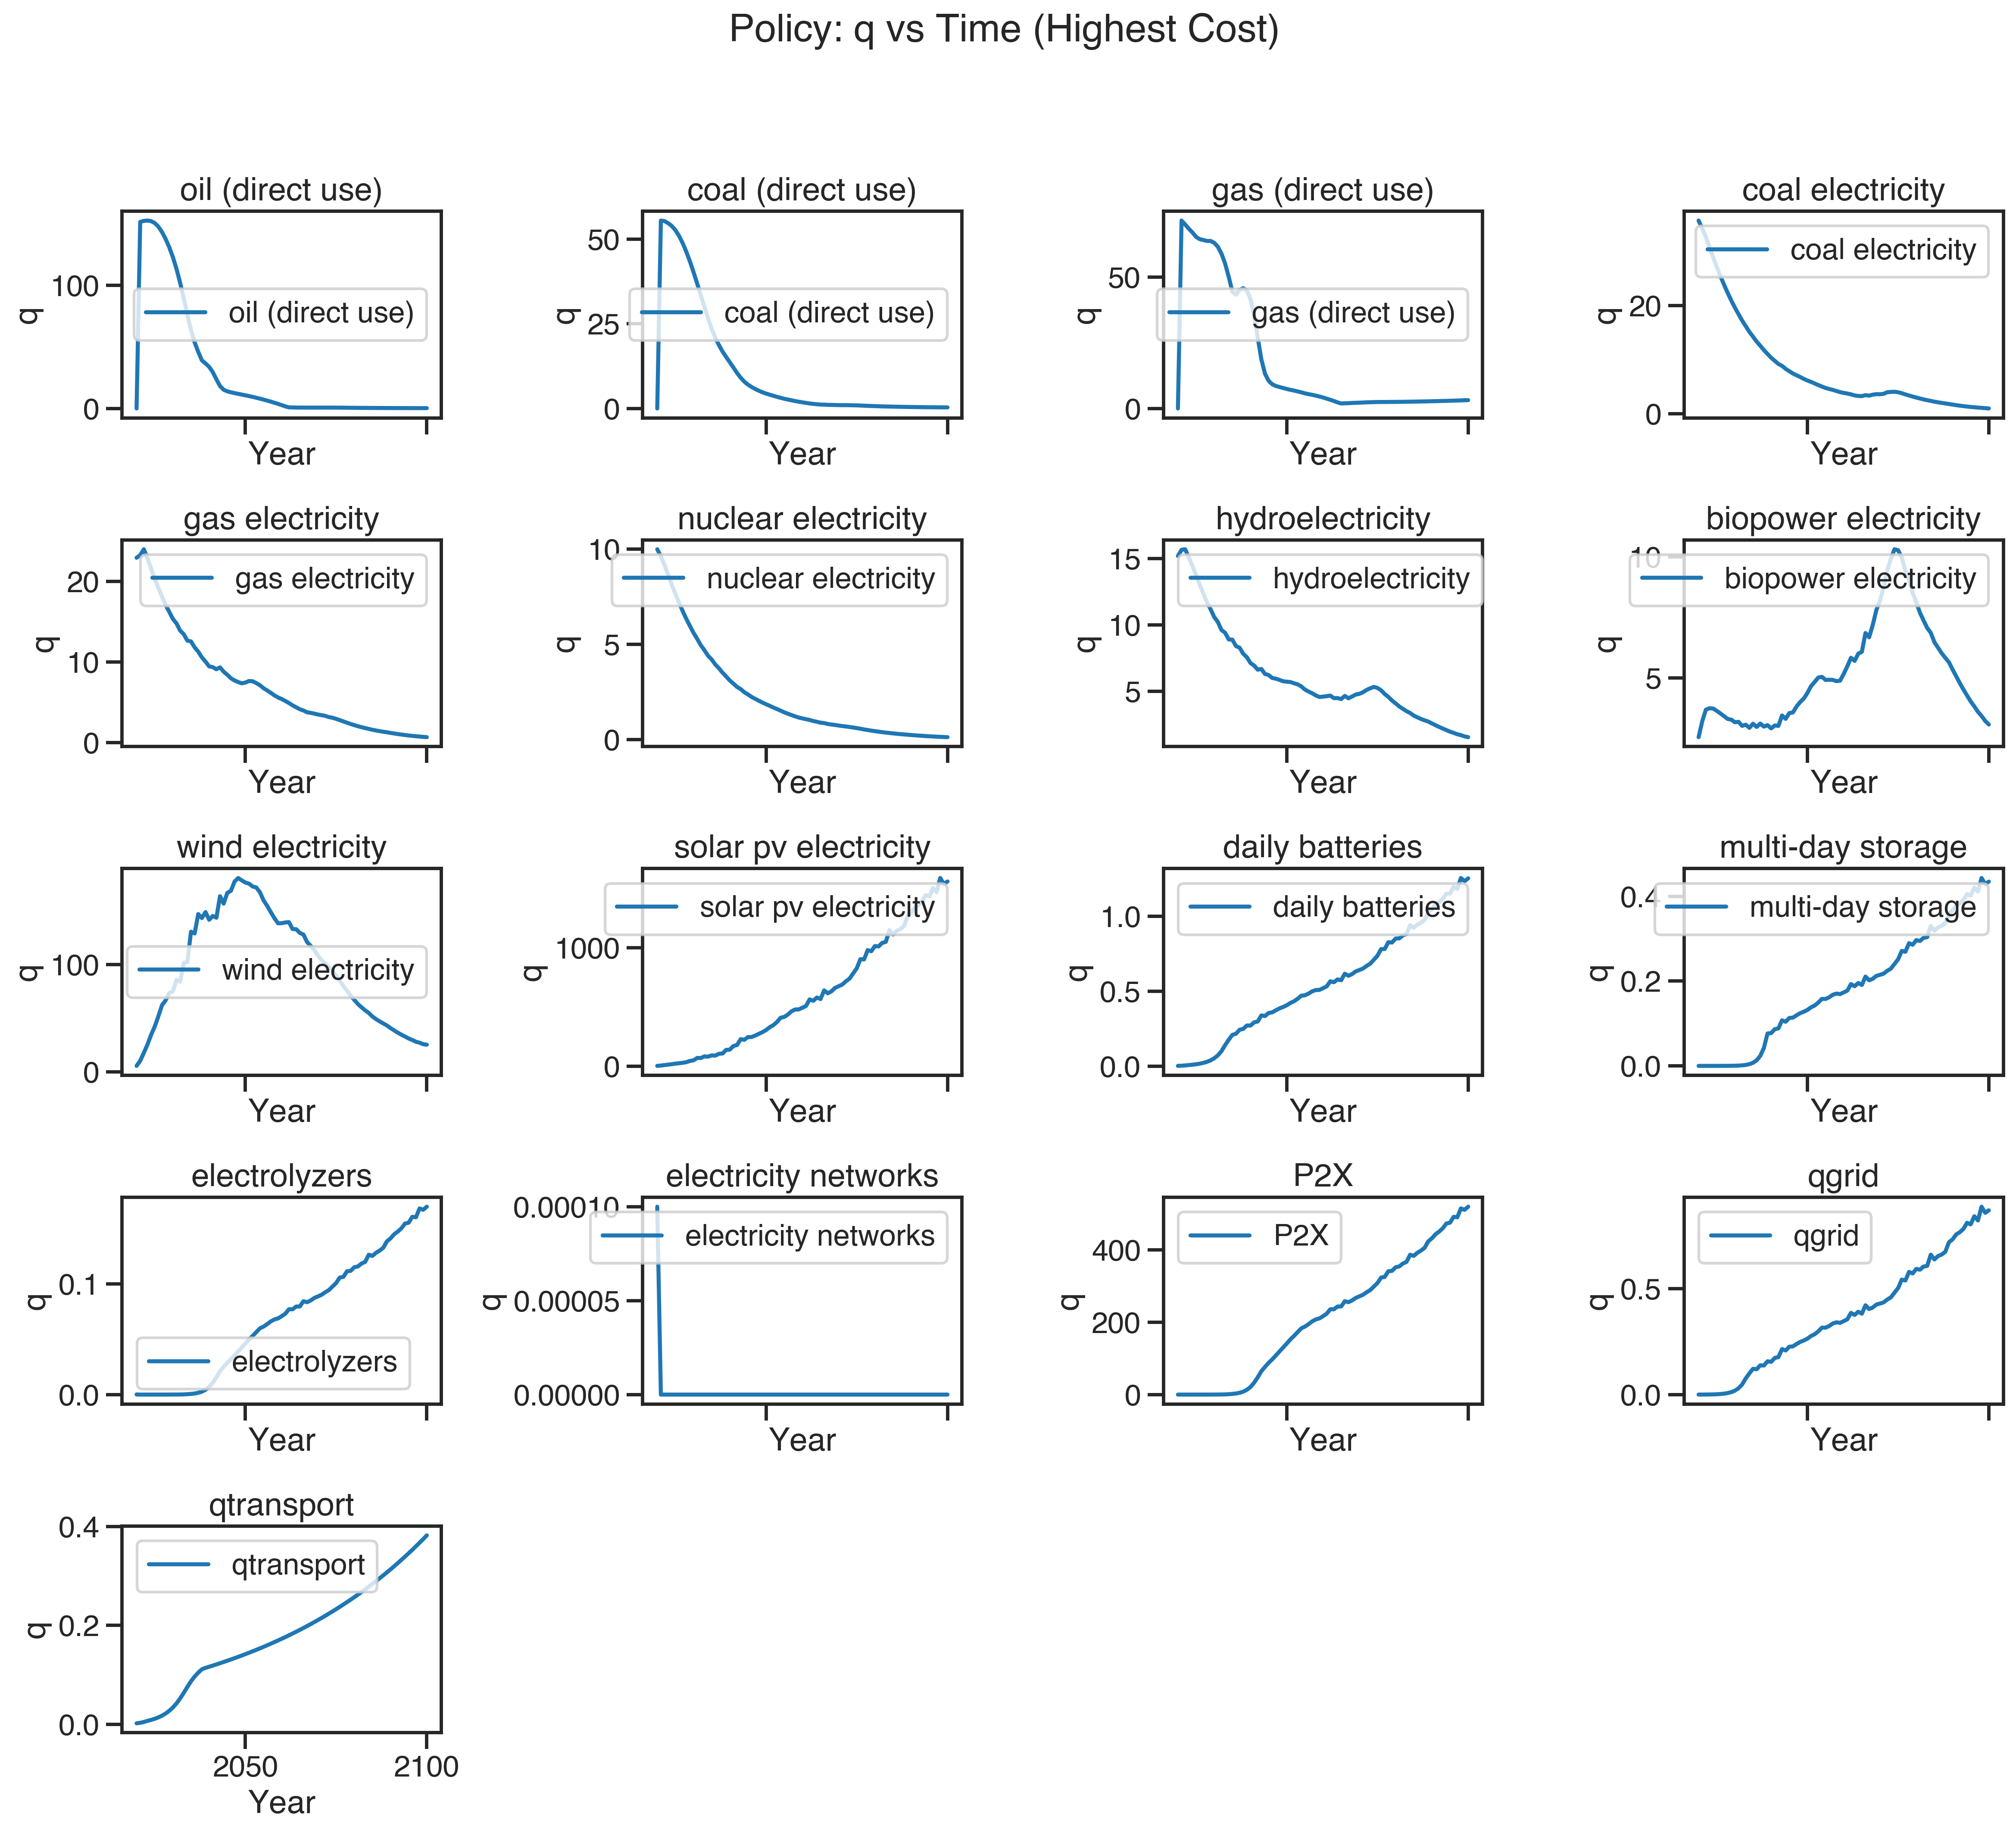 Policy: q vs Time (Highest Cost)
oil (direct use)
100
0
q
oil (direct use)
Year
coal (direct use)
50
25
0
q
coal (direct use)
Year
gas (direct use)
50
0
q
gas (direct use)
Year
coal electricity
20
0
q
coal electricity
Year
gas electricity
20
10
0
q
gas electricity
Year
nuclear electricity
10
5
0
q
nuclear electricity
Year
hydroelectricity
15
10
5
q
hydroelectricity
Year
biopower electricity
10
5
q
biopower electricity
Year
wind electricity
100
0
q
wind electricity
Year
solar pv electricity
1000
0
q
solar pv electricity
Year
daily batteries
1.0
0.5
0.0
q
daily batteries
Year
multi-day storage
0.4
0.2
0.0
q
multi-day storage
Year
electrolyzers
0.1
0.0
q
electrolyzers
Year
electricity networks
0.00010
0.00005
0.00000
q
electricity networks
Year
P2X
400
200
0
q
P2X
Year
qgrid
0.5
0.0
q
qgrid
Year
qtransport
0.4
0.2
0.0
q
qtransport
2050 2100
Year